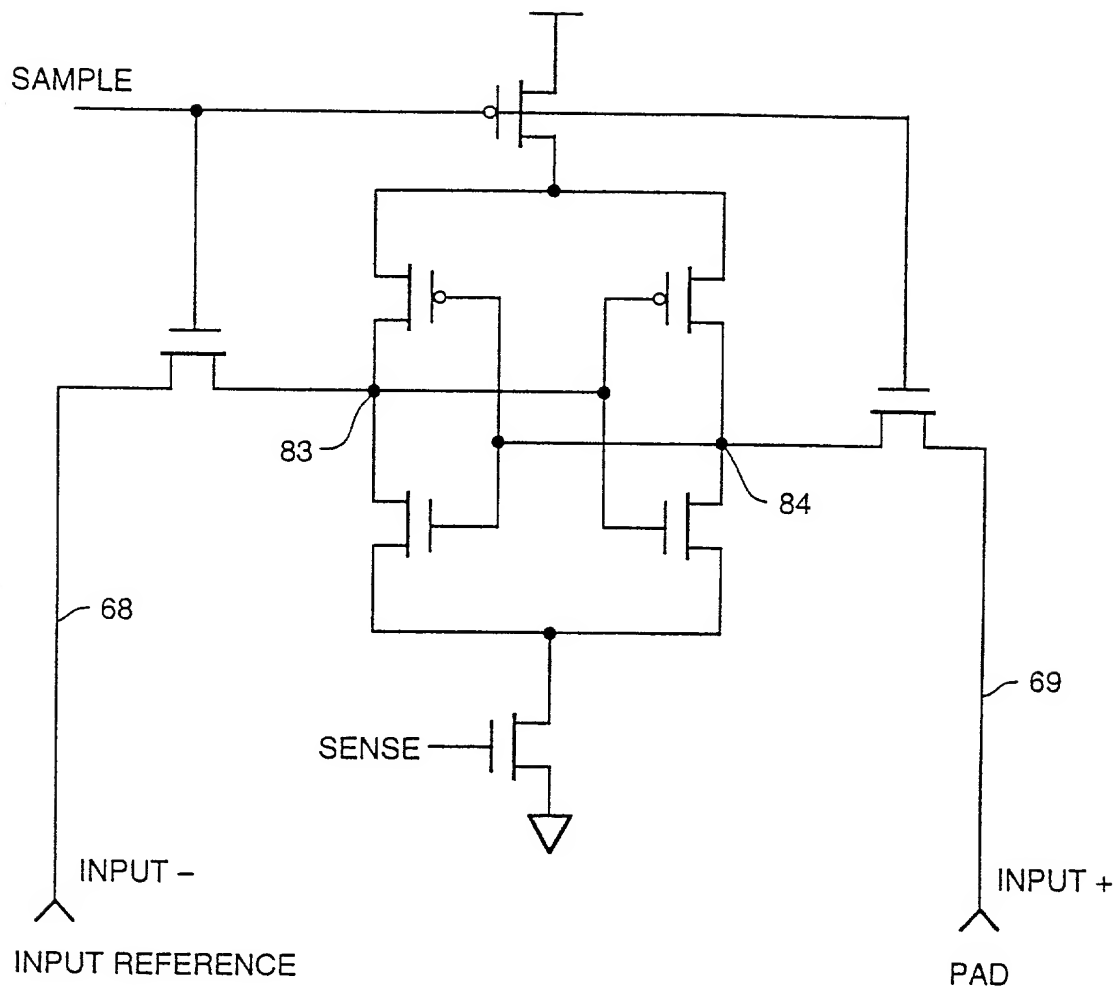 SAMPLE
83
84
68
69
SENSE
INPUT –
INPUT +
INPUT REFERENCE
PAD